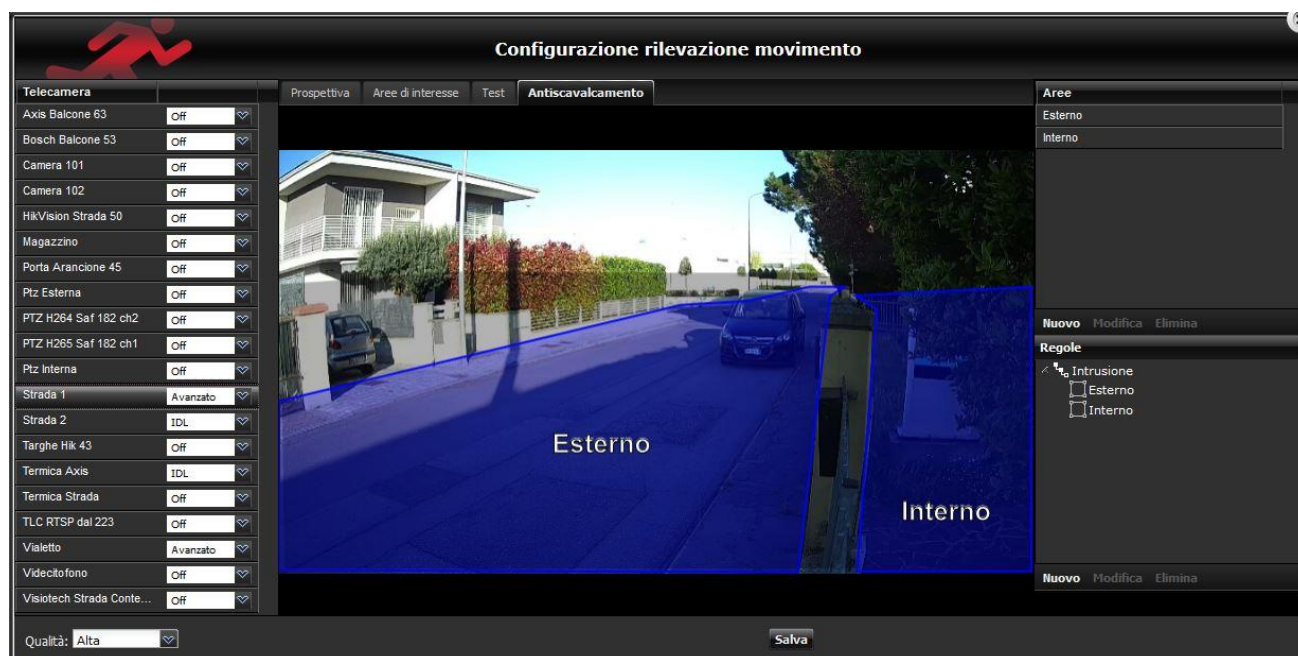 Configurazione rilevazione movimento
Telecamera
Axis Balcone 63 Off
Bosch Balcone 53 Off
Camera 101 Off
Camera 102 Off
HikVision Strada 50 Off
Magazzino Off
Porta Arancione 45 Off
Ptz Esterna Off
PTZ H264 Saf 182 ch2 Off
PTZ H265 Saf 182 ch1 Off
Ptz Interna Off
Strada 1 Avanzato
Strada 2 IDL
Targhe Hik 43 Off
Termica Axis IDL
Termica Strada Off
TLC RTSP dal 223 Off
Vialetto Avanzato
Videcitofono Off
Visiotech Strada Conte... Off
Qualità: Alta
Prospettiva Aree di interesse Test Antiscavalcamento
Esterno
Interno
Salva
Aree
Esterno
Interno
Nuovo Modifica Elimina
Regole
Intrusione
Esterno
Interno
Nuovo Modifica Elimina